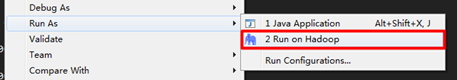 Debug As
Run As
Validate
Team
Compare With
1 Java Application Alt+Shift+X, J
2 Run on Hadoop
Run Configurations...